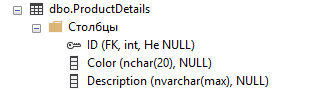 dbo.ProductDetails
Столбцы
ID (FK, int, Не NULL)
Color (nchar(20), NULL)
Description (nvarchar(max), NULL)